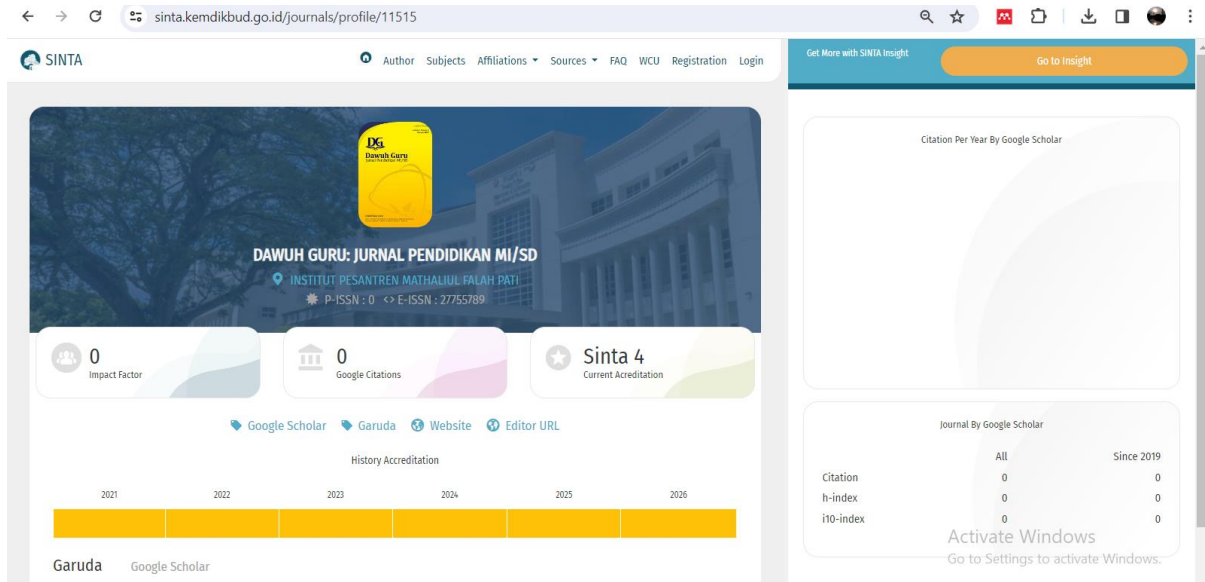 sinta.kemdikbud.go.id/journals/profile/11515
SINTA
Author Subjects Affiliations Sources FAQ WCU Registration Login
Get More with SINTA Insight
Go to Insight
DG
Dawuh Guru
DAWUH GURU: JURNAL PENDIDIKAN MI/SD
INSTITUT PESANTREN MATHALIUL FALAH PATI
P-ISSN : 0 <> E-ISSN : 27755789
0
Impact Factor
0
Google Citations
Sinta 4
Current Acreditation
Google Scholar Garuda Website Editor URL
History Accreditation
2021 2022 2023 2024 2025 2026
Garuda Google Scholar
Citation Per Year By Google Scholar
Journal By Google Scholar
All Since 2019
Citation 0 0
h-index 0 0
i10-index 0 0
Activate Windows
Go to Settings to activate Windows.